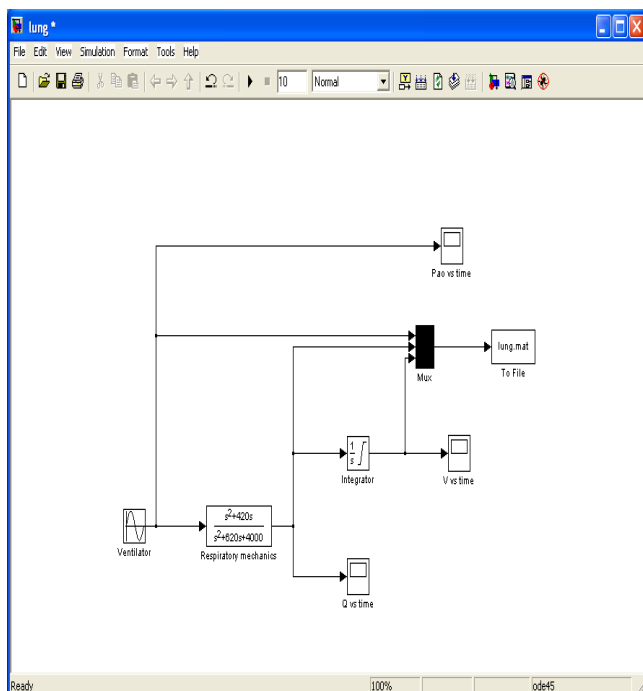 lung *
File Edit View Simulation Format Tools Help
10 Normal
Pao vs time
lung.mat
Mux
To File
1
s
Integrator
V vs time
s²+420s
s²+620s+4000
Ventilator
Respiratory mechanics
Q vs time
Ready 100% ode45